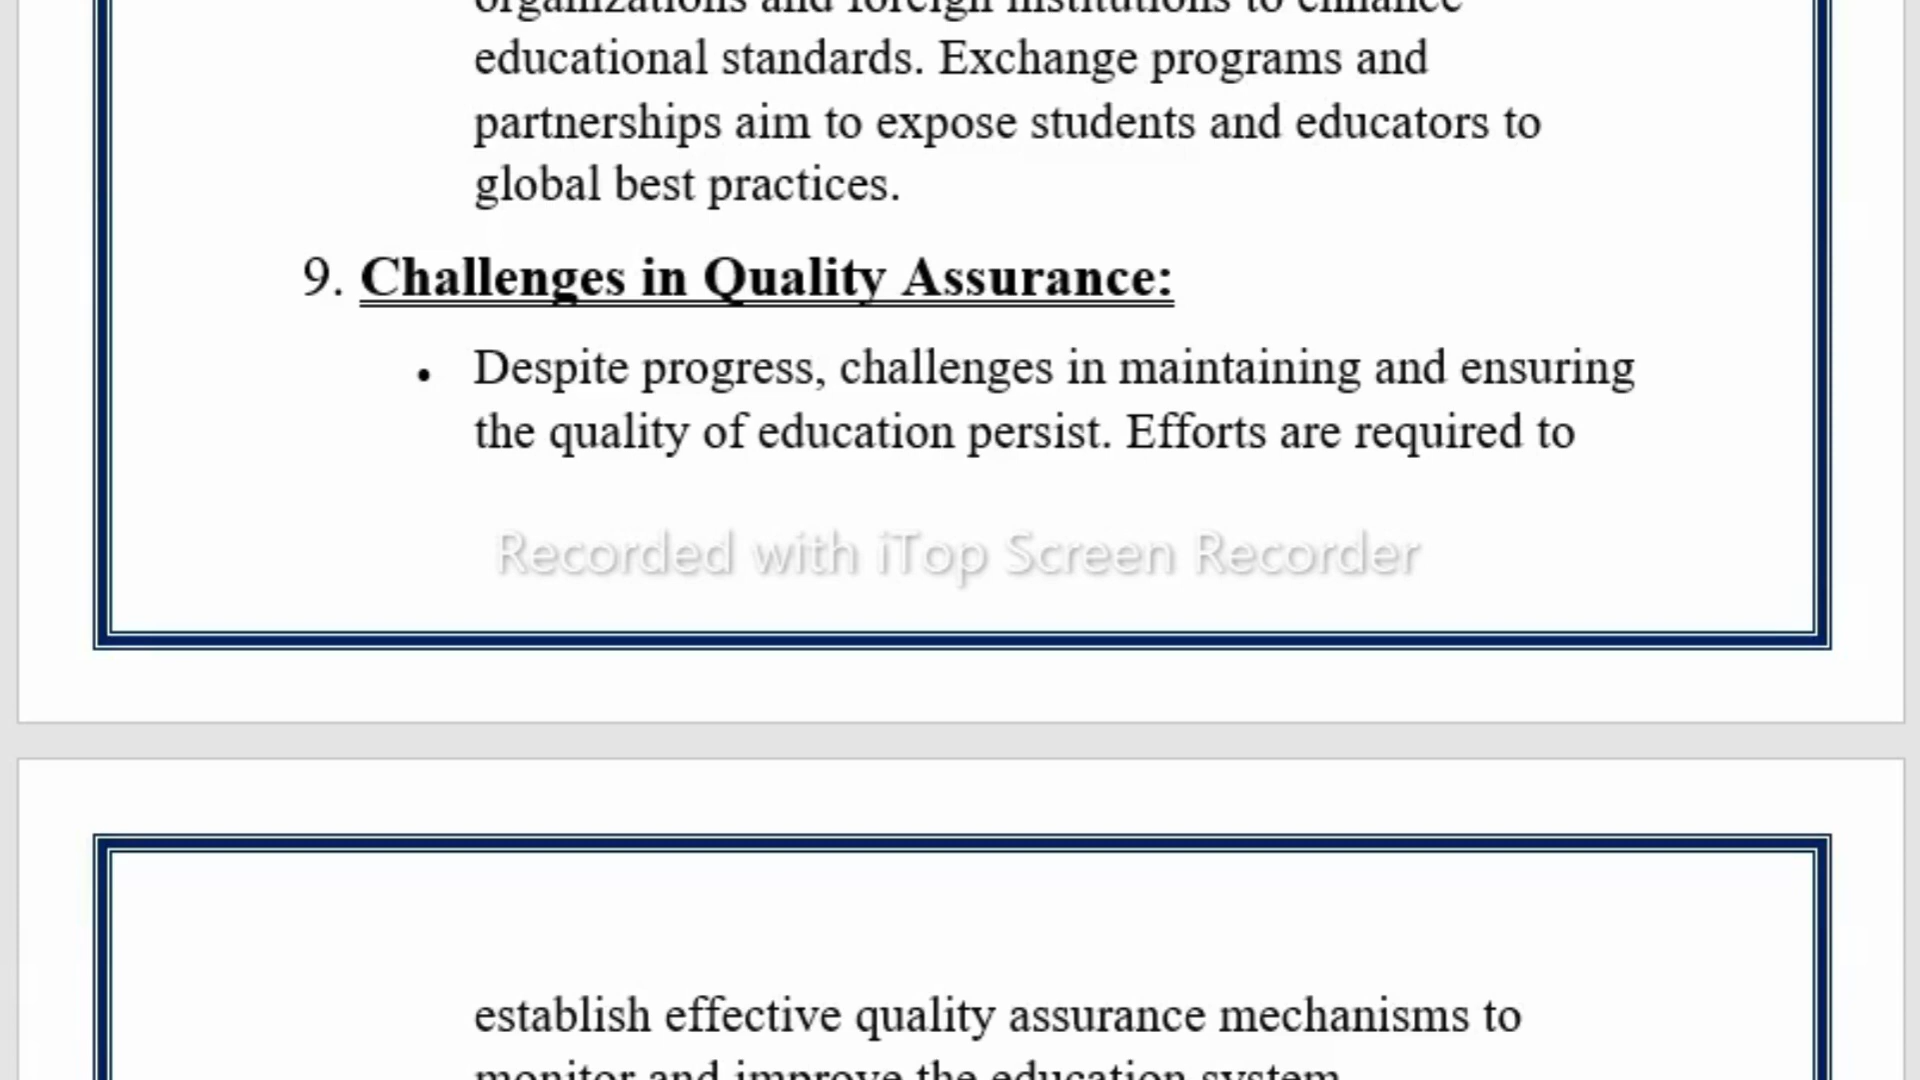 organizations and foreign institutions to enhance
educational standards. Exchange programs and
partnerships aim to expose students and educators to
global best practices.
9. Challenges in Quality Assurance:
• Despite progress, challenges in maintaining and ensuring
the quality of education persist. Efforts are required to
Recorded with iTop Screen Recorder
establish effective quality assurance mechanisms to
monitor and improve the education system.